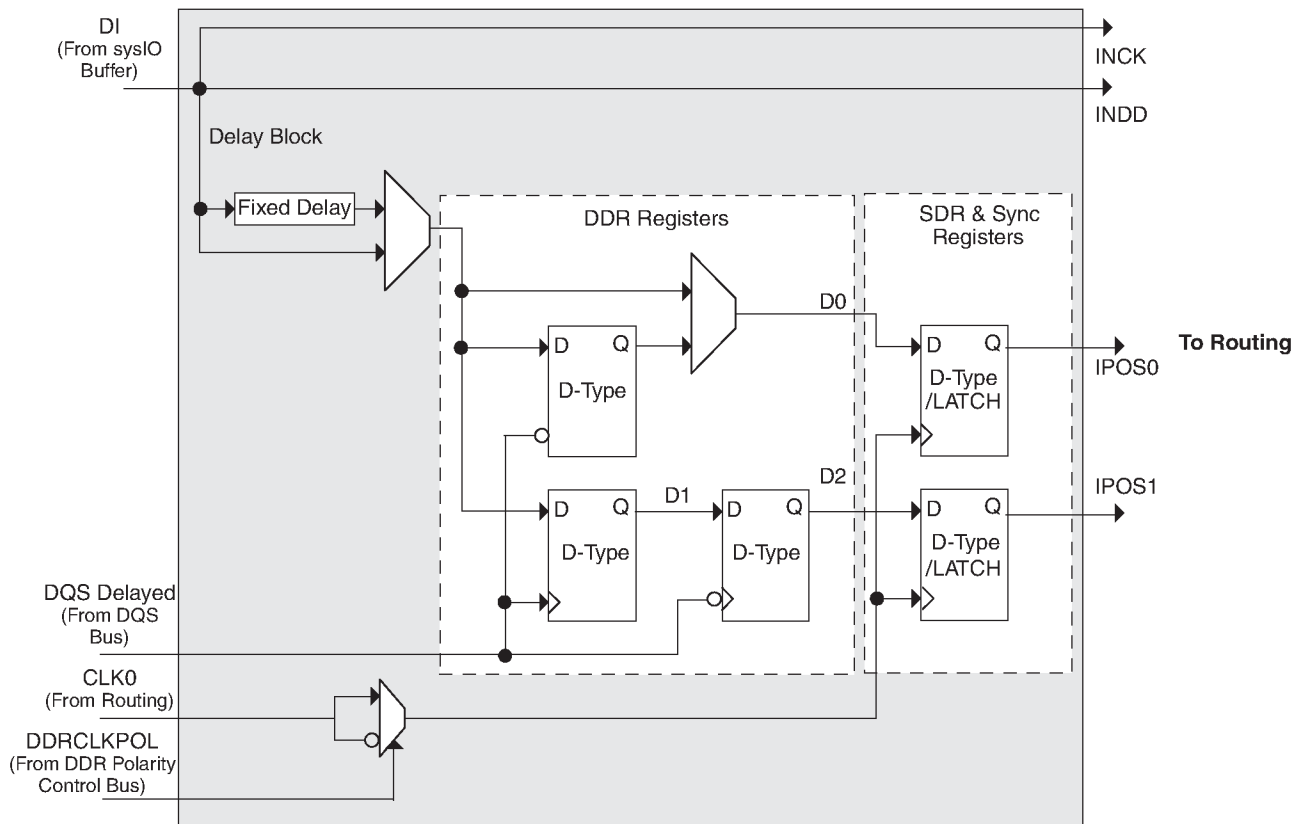 DI
(From sysIO
Buffer)
INCK
INDD
Delay Block
Fixed Delay
DDR Registers
SDR & Sync
Registers
D0
D Q
D-Type
D Q
D-Type
/LATCH
IPOS0
To Routing
D Q
D-Type
D1
D Q
D-Type
D2
D Q
D-Type
/LATCH
IPOS1
DQS Delayed
(From DQS
Bus)
CLK0
(From Routing)
DDRCLKPOL
(From DDR Polarity
Control Bus)